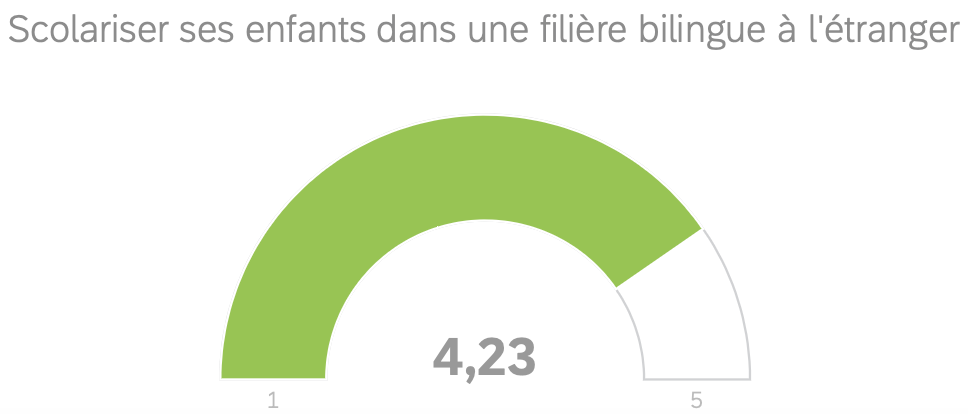 Scolariser ses enfants dans une filière bilingue à l'étranger
4,23
1
5